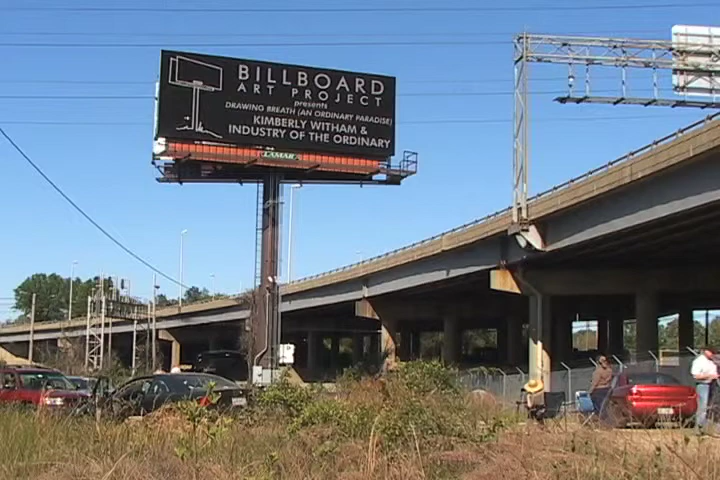 BILLBOARD
ART PROJECT
presents
DRAWING BREATH (AN ORDINARY PARADISE)
KIMBERLY WITHAM &
INDUSTRY OF THE ORDINARY
LAMAR